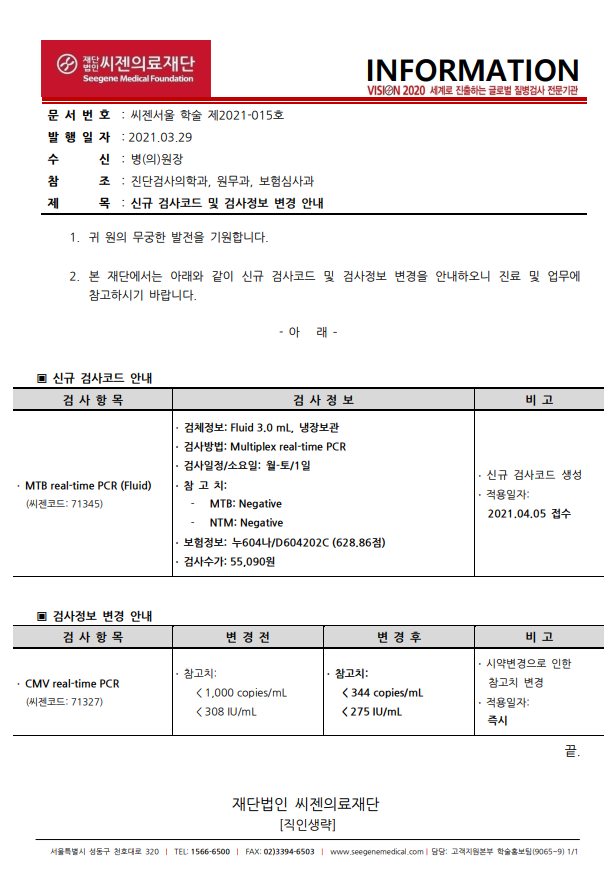 재단법인 씨젠의료재단
Seegene Medical Foundation
INFORMATION
VISION 2020 세계로 진출하는 글로벌 질병검사 전문기관
문 서 번 호 : 씨젠서울 학술 제2021-015호
발 행 일 자 : 2021.03.29
수 신 : 병(의)원장
참 조 : 진단검사의학과, 원무과, 보험심사과
제 목 : 신규 검사코드 및 검사정보 변경 안내
1. 귀 원의 무궁한 발전을 기원합니다.
2. 본 재단에서는 아래와 같이 신규 검사코드 및 검사정보 변경을 안내하오니 진료 및 업무에
참고하시기 바랍니다.
- 아 래 -
▣ 신규 검사코드 안내
검 사 항 목 검 사 정 보 비 고
· MTB real-time PCR (Fluid)
(씨젠코드: 71345)
· 검체정보: Fluid 3.0 mL, 냉장보관
· 검사방법: Multiplex real-time PCR
· 검사일정/소요일: 월-토/1일
· 참 고 치:
- MTB: Negative
- NTM: Negative
· 보험정보: 누604나/D604202C (628.86점)
· 검사수가: 55,090원
· 신규 검사코드 생성
· 적용일자:
2021.04.05 접수
▣ 검사정보 변경 안내
검 사 항 목 변 경 전 변 경 후 비 고
· CMV real-time PCR
(씨젠코드: 71327)
· 참고치:
< 1,000 copies/mL
< 308 IU/mL
· 참고치:
< 344 copies/mL
< 275 IU/mL
· 시약변경으로 인한
참고치 변경
· 적용일자:
즉시
끝.
재단법인 씨젠의료재단
[직인생략]
서울특별시 성동구 천호대로 320 | TEL: 1566-6500 | FAX: 02)3394-6503 | www.seegenemedical.com | 담당: 고객지원본부 학술홍보팀(9065~9) 1/1